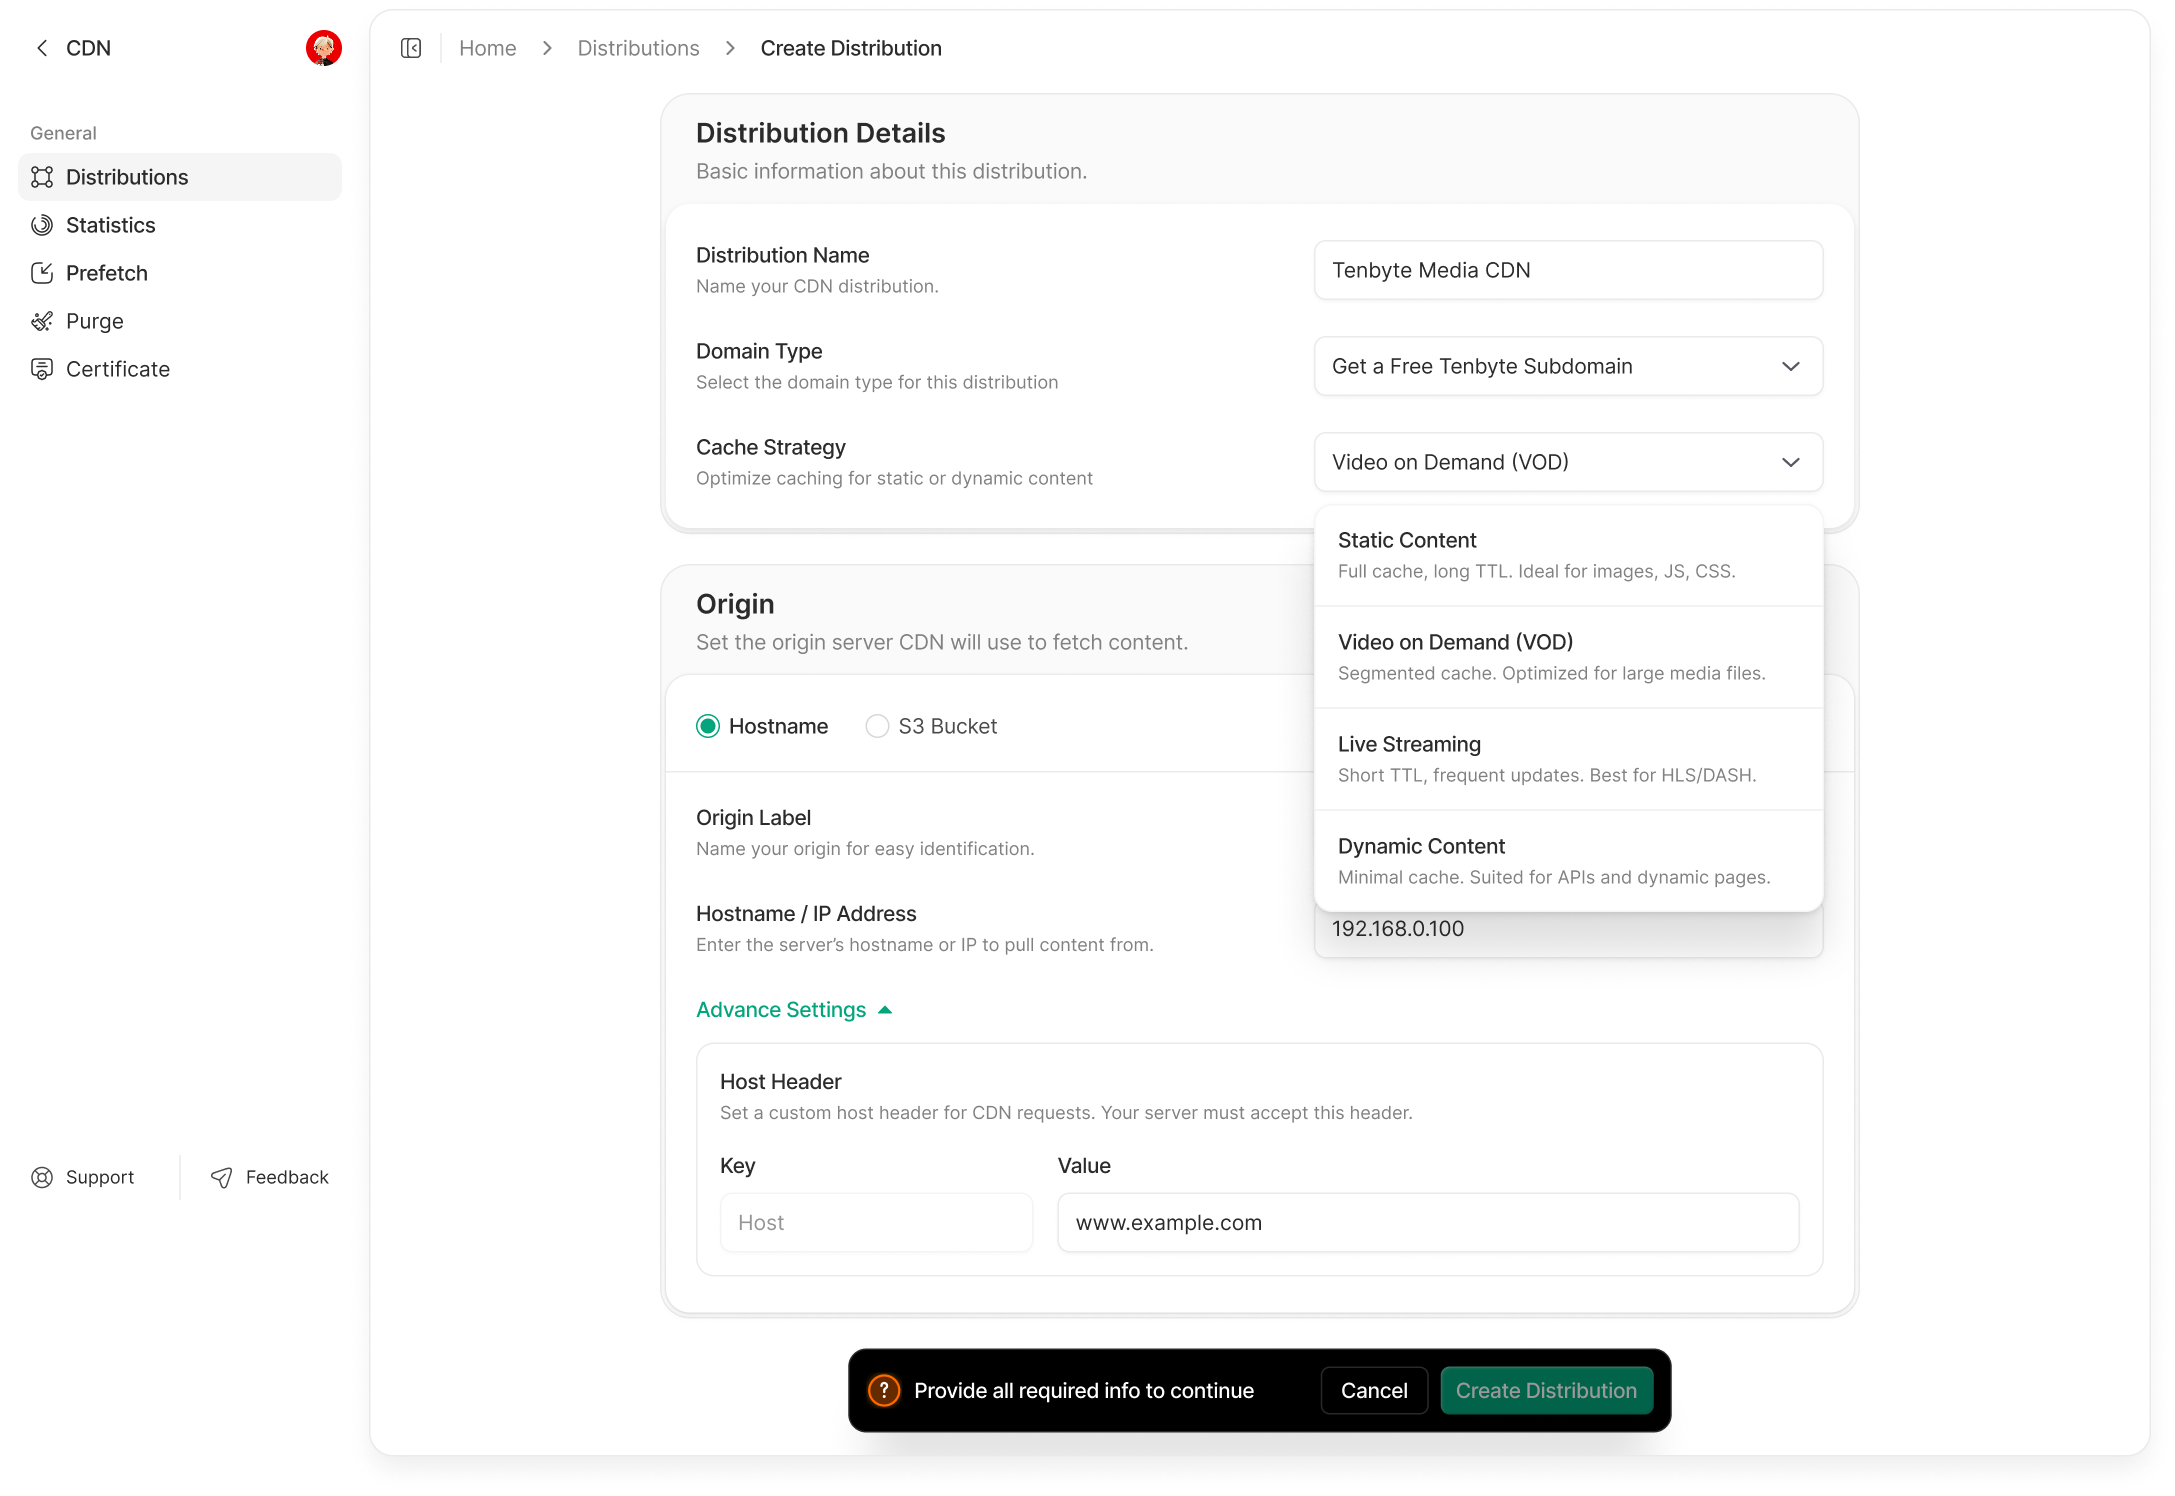 CDN
General
Distributions
Statistics
Prefetch
Purge
Certificate
Support
Feedback
Home
Distributions
Create Distribution
Distribution Details
Basic information about this distribution.
Distribution Name
Name your CDN distribution.
Tenbyte Media CDN
Domain Type
Select the domain type for this distribution
Get a Free Tenbyte Subdomain
Cache Strategy
Optimize caching for static or dynamic content
Video on Demand (VOD)
Static Content
Full cache, long TTL. Ideal for images, JS, CSS.
Video on Demand (VOD)
Segmented cache. Optimized for large media files.
Live Streaming
Short TTL, frequent updates. Best for HLS/DASH.
Dynamic Content
Minimal cache. Suited for APIs and dynamic pages.
Origin
Set the origin server CDN will use to fetch content.
Hostname
S3 Bucket
Origin Label
Name your origin for easy identification.
Hostname / IP Address
Enter the server’s hostname or IP to pull content from.
192.168.0.100
Advance Settings
Host Header
Set a custom host header for CDN requests. Your server must accept this header.
Key
Value
Host
www.example.com
? Provide all required info to continue
Cancel
Create Distribution